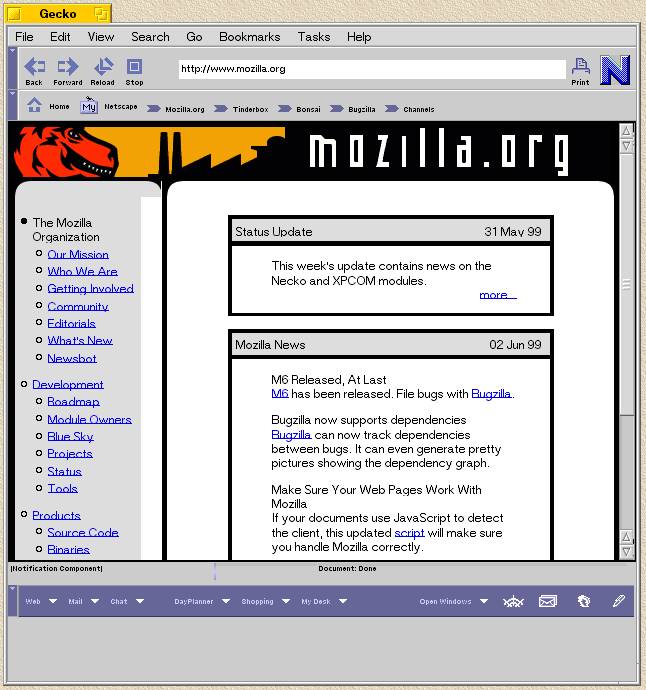 Gecko
File Edit View Search Go Bookmarks Tasks Help
Back Forward Reload Stop
http://www.mozilla.org
Print
N
Home My Netscape Mozilla.org Tinderbox Bonsai Bugzilla Channels
mozilla.org
The Mozilla
Organization
Our Mission
Who We Are
Getting Involved
Community
Editorials
What's New
Newsbot
Development
Roadmap
Module Owners
Blue Sky
Projects
Status
Tools
Products
Source Code
Binaries
Status Update 31 May 99
This week's update contains news on the
Necko and XPCOM modules.
more...
Mozilla News 02 Jun 99
M6 Released, At Last
M6 has been released. File bugs with Bugzilla.
Bugzilla now supports dependencies
Bugzilla can now track dependencies
between bugs. It can even generate pretty
pictures showing the dependency graph.
Make Sure Your Web Pages Work With
Mozilla
If your documents use JavaScript to detect
the client, this updated script will make sure
you handle Mozilla correctly.
(Notification Component) Document: Done
Web Mail Chat DayPlanner Shopping My Desk Open Windows